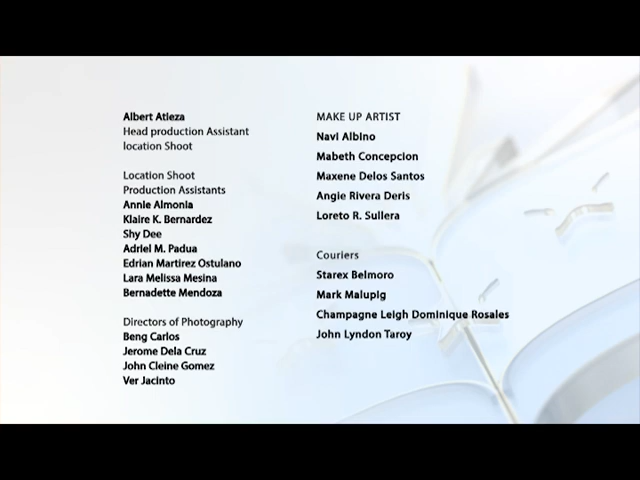 Albert Atieza
Head production Assistant
location Shoot
Location Shoot
Production Assistants
Annie Almonia
Klaire K. Bernardez
Shy Dee
Adriel M. Padua
Edrian Martirez Ostulano
Lara Melissa Mesina
Bernadette Mendoza
Directors of Photography
Beng Carlos
Jerome Dela Cruz
John Cleine Gomez
Ver Jacinto
MAKE UP ARTIST
Navi Albino
Mabeth Concepcion
Maxene Delos Santos
Angie Rivera Deris
Loreto R. Sullera
Couriers
Starex Belmoro
Mark Malupig
Champagne Leigh Dominique Rosales
John Lyndon Taroy